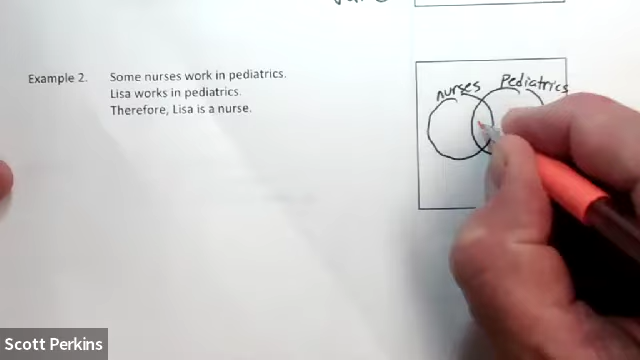 Example 2. Some nurses work in pediatrics.
Lisa works in pediatrics.
Therefore, Lisa is a nurse.
nurses Pediatrics
Scott Perkins